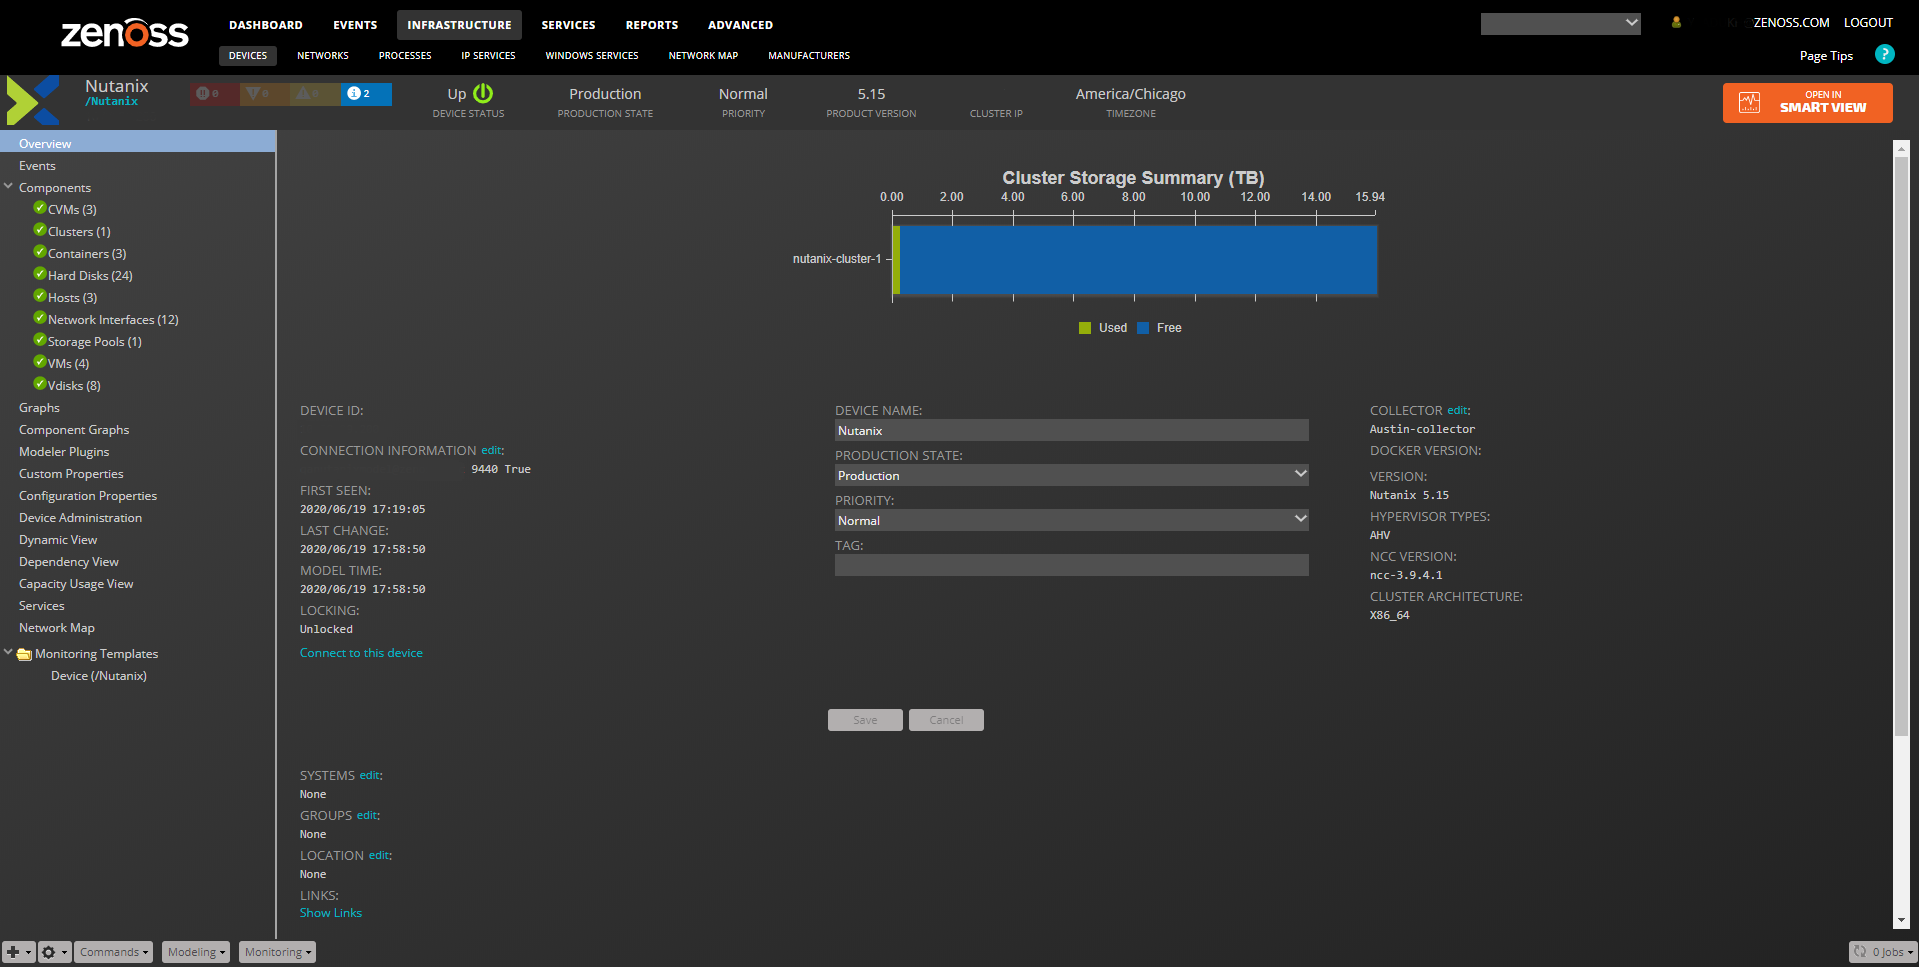 zenoss
DASHBOARD EVENTS INFRASTRUCTURE SERVICES REPORTS ADVANCED
ZENOSS.COM LOGOUT
DEVICES NETWORKS PROCESSES IP SERVICES WINDOWS SERVICES NETWORK MAP MANUFACTURERS
Page Tips ?
Nutanix
/Nutanix
0 0 0 2
Up Production Normal 5.15 America/Chicago
DEVICE STATUS PRODUCTION STATE PRIORITY PRODUCT VERSION CLUSTER IP TIMEZONE
OPEN IN
SMART VIEW
Overview
Events
Components
CVMs (3)
Clusters (1)
Containers (3)
Hard Disks (24)
Hosts (3)
Network Interfaces (12)
Storage Pools (1)
VMs (4)
Vdisks (8)
Graphs
Component Graphs
Modeler Plugins
Custom Properties
Configuration Properties
Device Administration
Dynamic View
Dependency View
Capacity Usage View
Services
Network Map
Monitoring Templates
Device (/Nutanix)
Cluster Storage Summary (TB)
0.00 2.00 4.00 6.00 8.00 10.00 12.00 14.00 15.94
nutanix-cluster-1
Used Free
DEVICE ID:
CONNECTION INFORMATION edit:
9440 True
FIRST SEEN:
2020/06/19 17:19:05
LAST CHANGE:
2020/06/19 17:58:50
MODEL TIME:
2020/06/19 17:58:50
LOCKING:
Unlocked
Connect to this device
DEVICE NAME:
Nutanix
PRODUCTION STATE:
Production
PRIORITY:
Normal
TAG:
COLLECTOR edit:
Austin-collector
DOCKER VERSION:
VERSION:
Nutanix 5.15
HYPERVISOR TYPES:
AHV
NCC VERSION:
ncc-3.9.4.1
CLUSTER ARCHITECTURE:
X86_64
Save Cancel
SYSTEMS edit:
None
GROUPS edit:
None
LOCATION edit:
None
LINKS:
Show Links
Commands Modeling Monitoring
0 Jobs